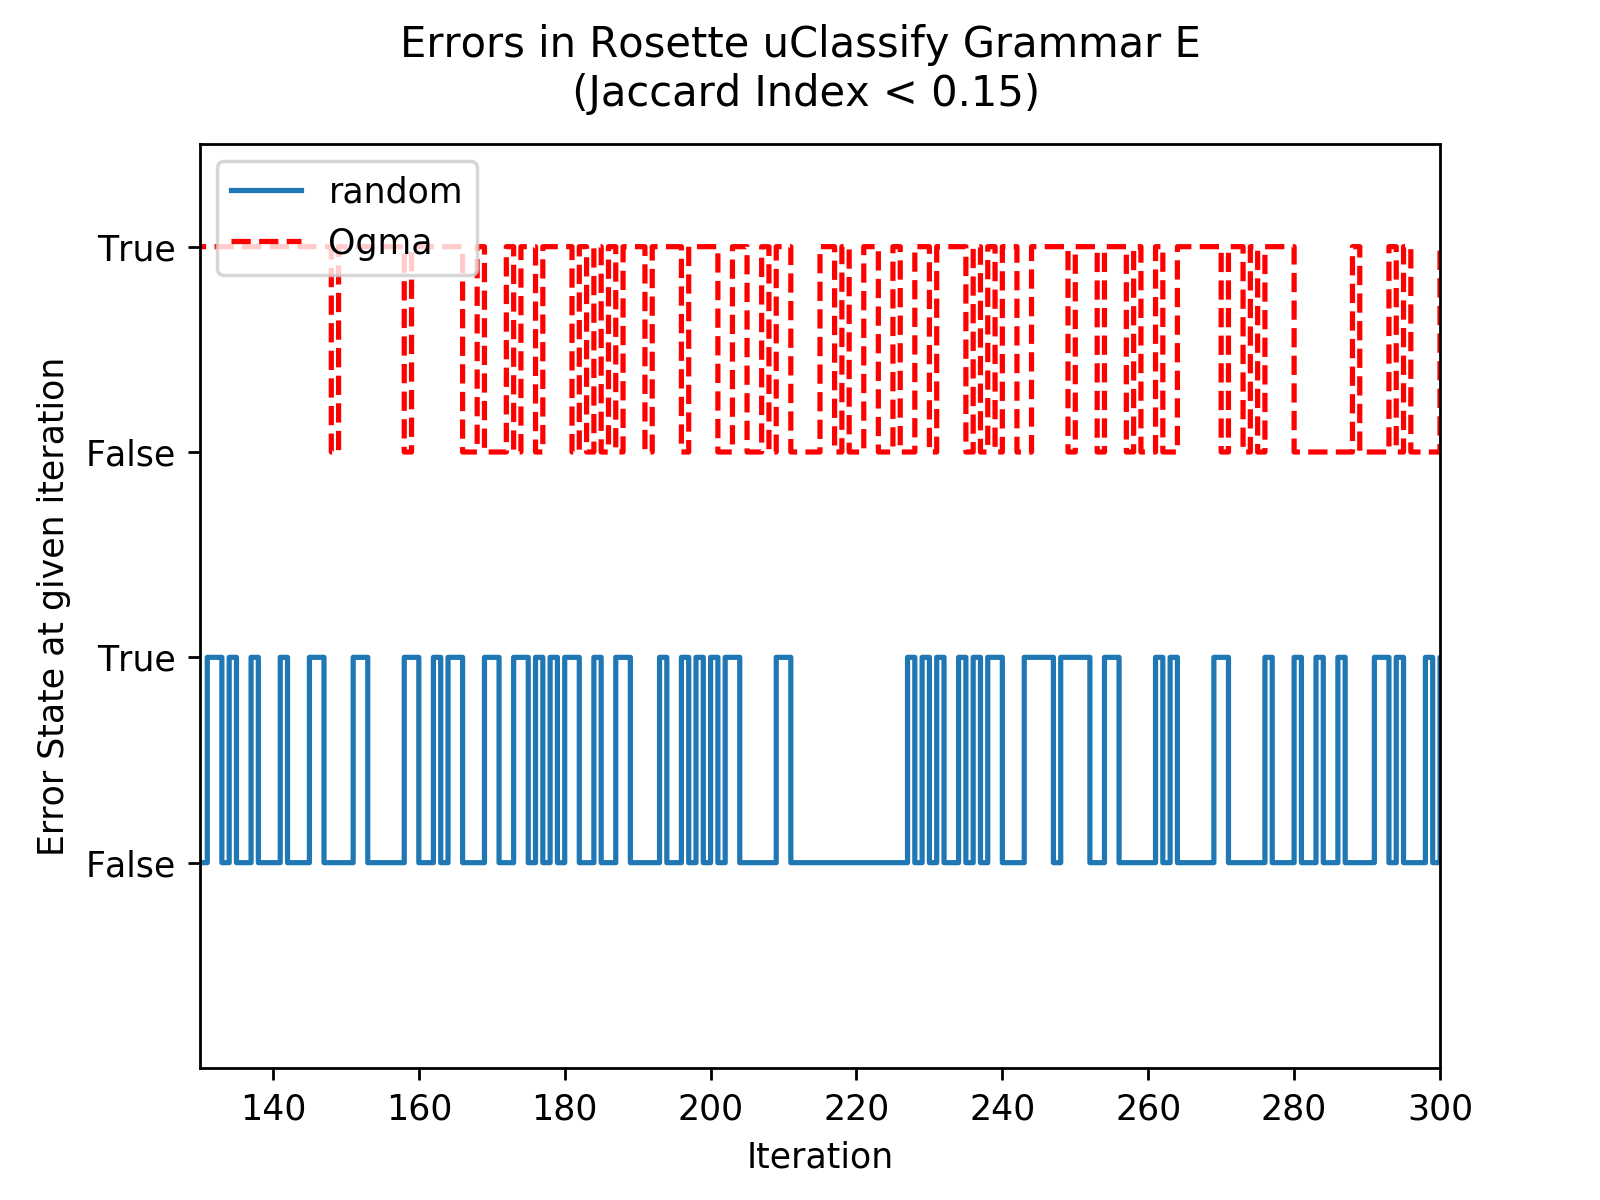 Errors in Rosette uClassify Grammar E
(Jaccard Index < 0.15)
random
Ogma
True
False
True
False
Error State at given iteration
140 160 180 200 220 240 260 280 300
Iteration